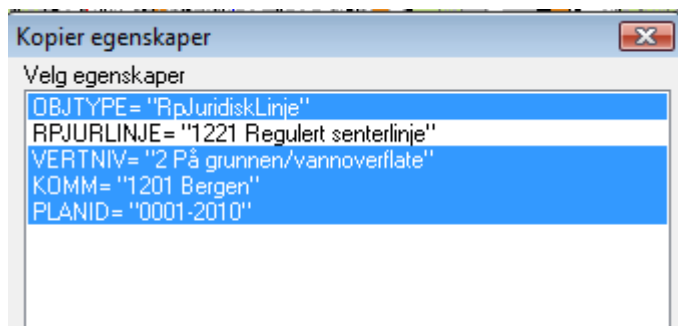 Kopier egenskaper
Velg egenskaper
OBJTYPE= "RpJuridiskLinje"
RPJURLINJE= "1221 Regulert senterlinje"
VERTNIV= "2 På grunnen/vannoverflate"
KOMM= "1201 Bergen"
PLANID= "0001-2010"